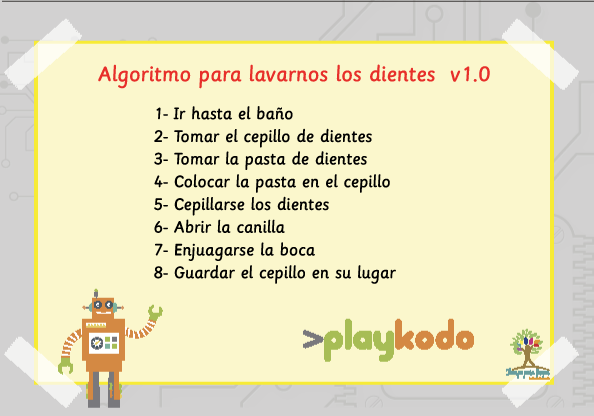 Algoritmo para lavarnos los dientes v1.0
1- Ir hasta el baño
2- Tomar el cepillo de dientes
3- Tomar la pasta de dientes
4- Colocar la pasta en el cepillo
5- Cepillarse los dientes
6- Abrir la canilla
7- Enjuagarse la boca
8- Guardar el cepillo en su lugar
>playkodo